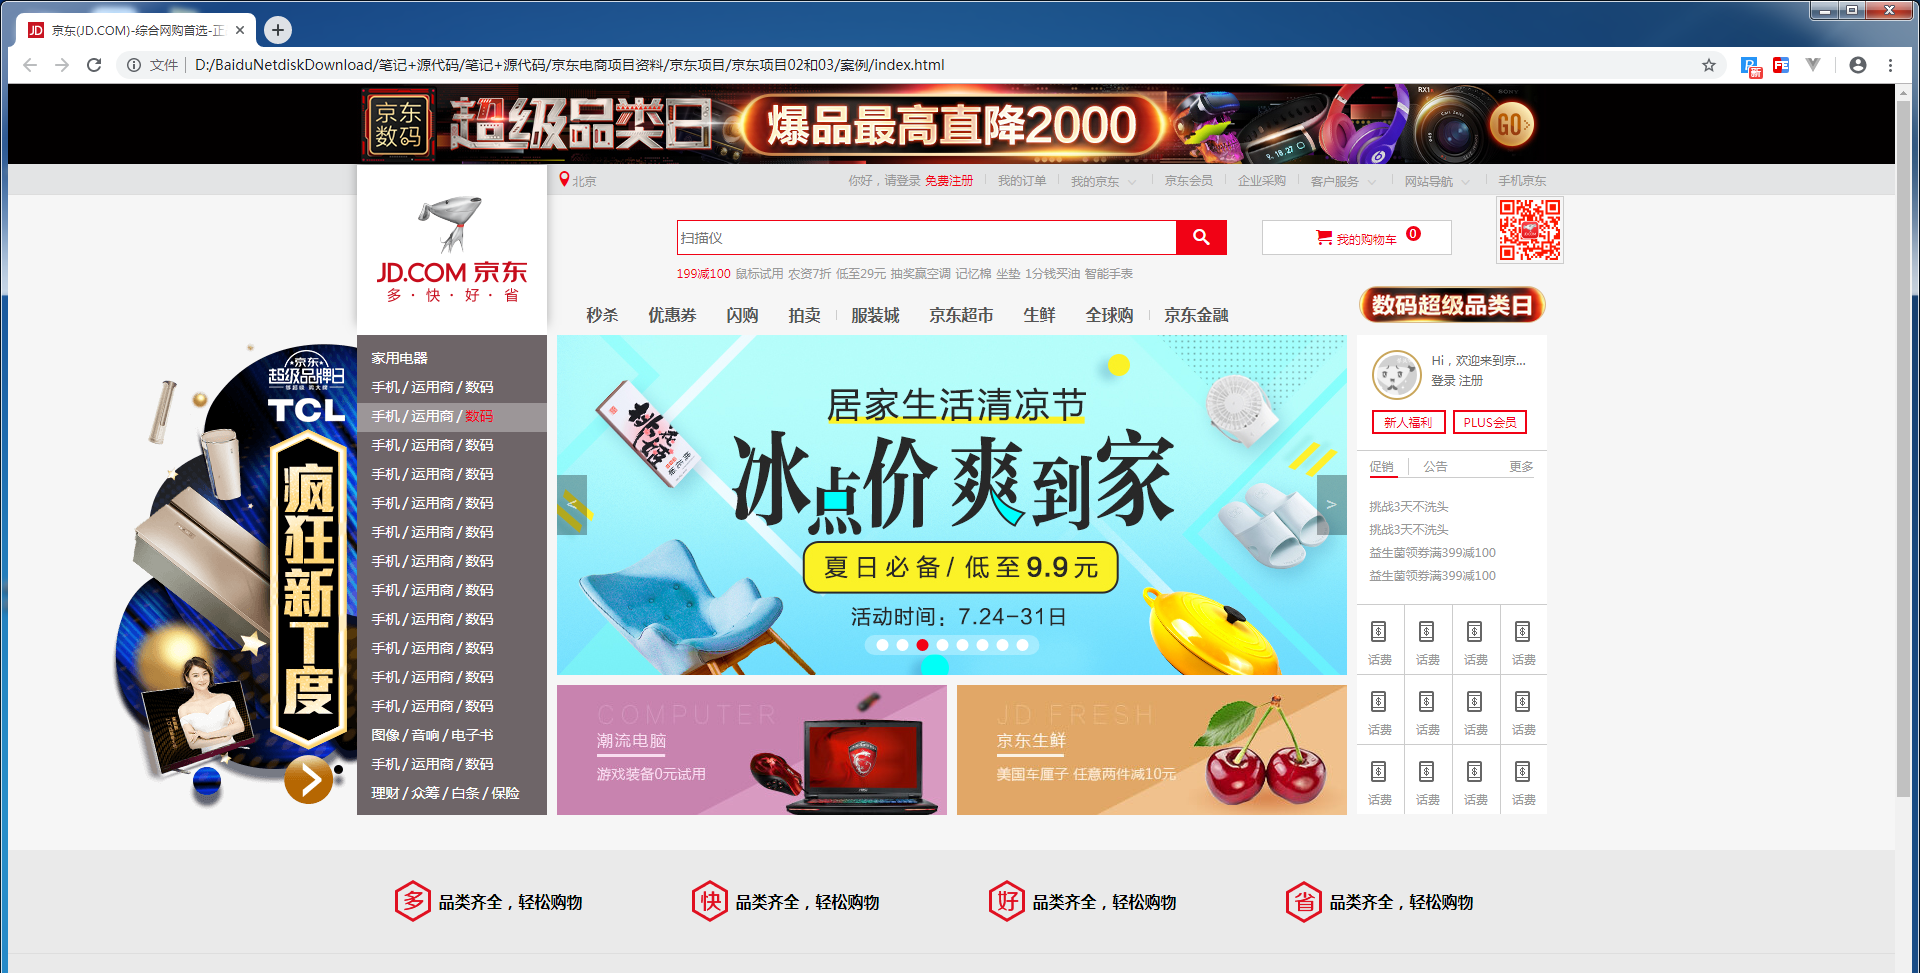 京东(JD.COM)-综合网购首选-正
文件 D:/BaiduNetdiskDownload/笔记+源代码/笔记+源代码/京东电商项目资料/京东项目/京东项目02和03/案例/index.html
新
京东数码 超级品类日 爆品最高直降2000 GO
RX1 SONY
Carl Zeiss
9.18.27
北京
你好，请登录 免费注册 我的订单 我的京东 京东会员 企业采购 客户服务 网站导航 手机京东
扫描仪
我的购物车 0
199减100 鼠标试用 农资7折 低至29元 抽奖赢空调 记忆棉 坐垫 1分钱买油 智能手表
JD.COM 京东
多·快·好·省
数码超级品类日
秒杀 优惠券 闪购 拍卖 服装城 京东超市 生鲜 全球购 京东金融
京东
超级品牌日
TCL
疯狂新T度
家用电器
手机/运用商/数码
手机/运用商/数码
手机/运用商/数码
手机/运用商/数码
手机/运用商/数码
手机/运用商/数码
手机/运用商/数码
手机/运用商/数码
手机/运用商/数码
手机/运用商/数码
手机/运用商/数码
手机/运用商/数码
图像/音响/电子书
手机/运用商/数码
理财/众筹/白条/保险
居家生活清凉节
冰点价 爽到家
夏日必备/低至9.9元
活动时间：7.24-31日
<
>
COMPUTER
潮流电脑
游戏装备0元试用
JD FRESH
京东生鲜
美国车厘子 任意两件减10元
Hi，欢迎来到京...
登录 注册
新人福利 PLUS会员
促销 公告 更多
挑战3天不洗头
挑战3天不洗头
益生菌领券满399减100
益生菌领券满399减100
话费 话费 话费 话费
话费 话费 话费 话费
话费 话费 话费 话费
多 品类齐全，轻松购物 快 品类齐全，轻松购物 好 品类齐全，轻松购物 省 品类齐全，轻松购物